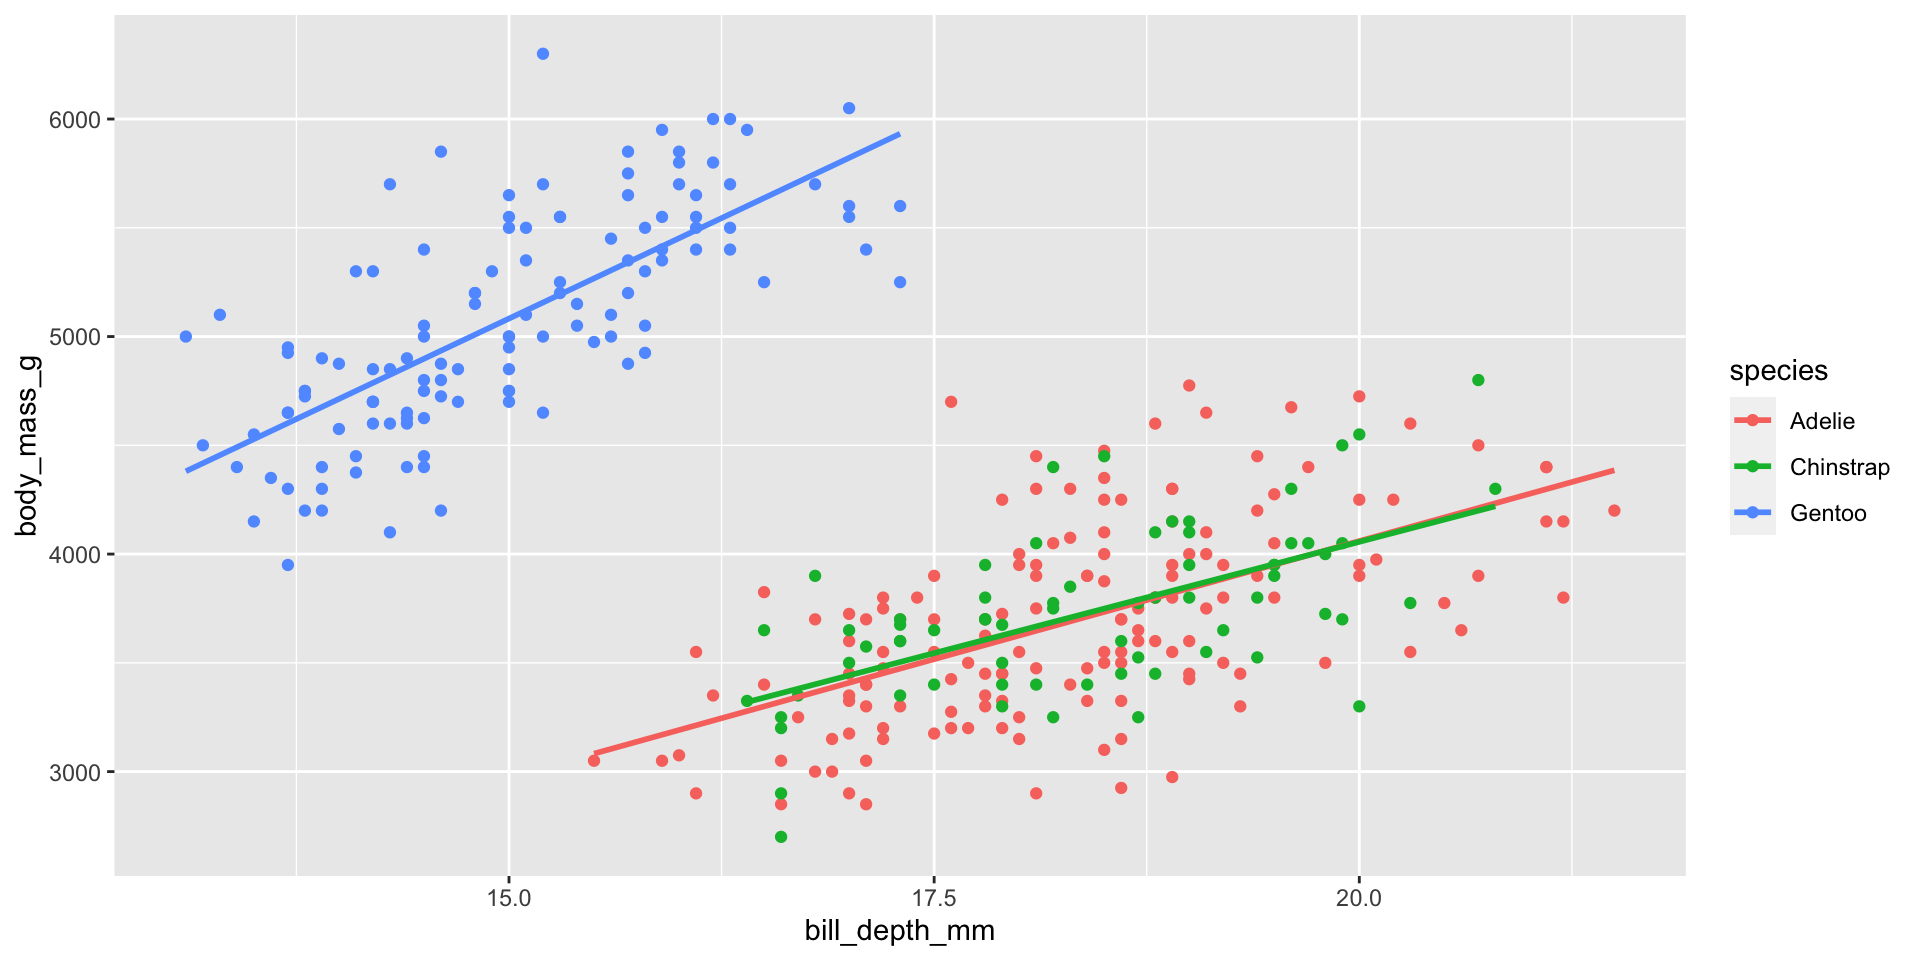 body_mass_g
6000
5000
4000
3000
15.0
17.5
20.0
bill_depth_mm
species
Adelie
Chinstrap
Gentoo